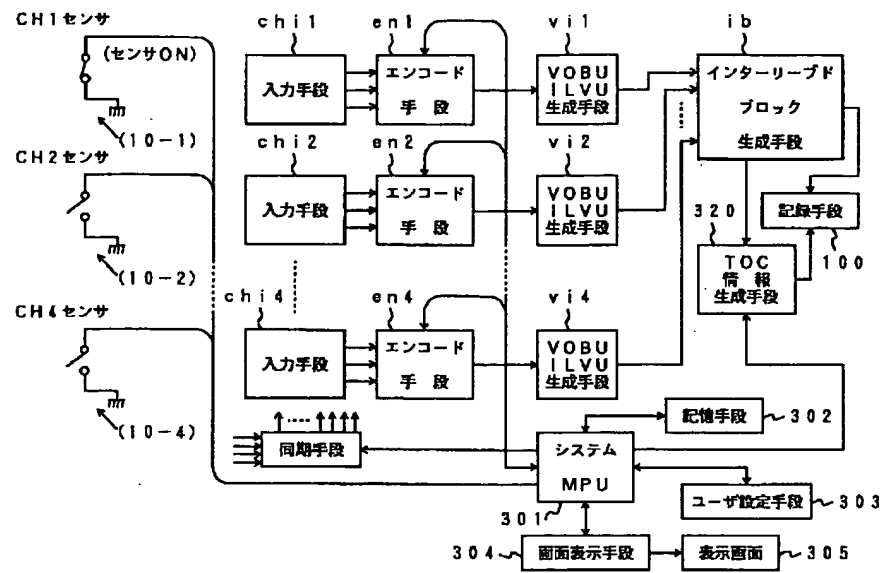 CH1センサ
(センサON)
(10-1)
CH2センサ
(10-2)
CH4センサ
(10-4)
chi1
en1
vi1
ib
入力手段
エンコード
手段
VOBU
ILVU
生成手段
インターリーブド
ブロック
生成手段
chi2
en2
vi2
入力手段
エンコード
手段
VOBU
ILVU
生成手段
320
記録手段
100
TOC
情報
生成手段
chi4
en4
vi4
入力手段
エンコード
手段
VOBU
ILVU
生成手段
同期手段
システム
MPU
301
記憶手段
302
ユーザ設定手段
303
304
画面表示手段
表示画面
305